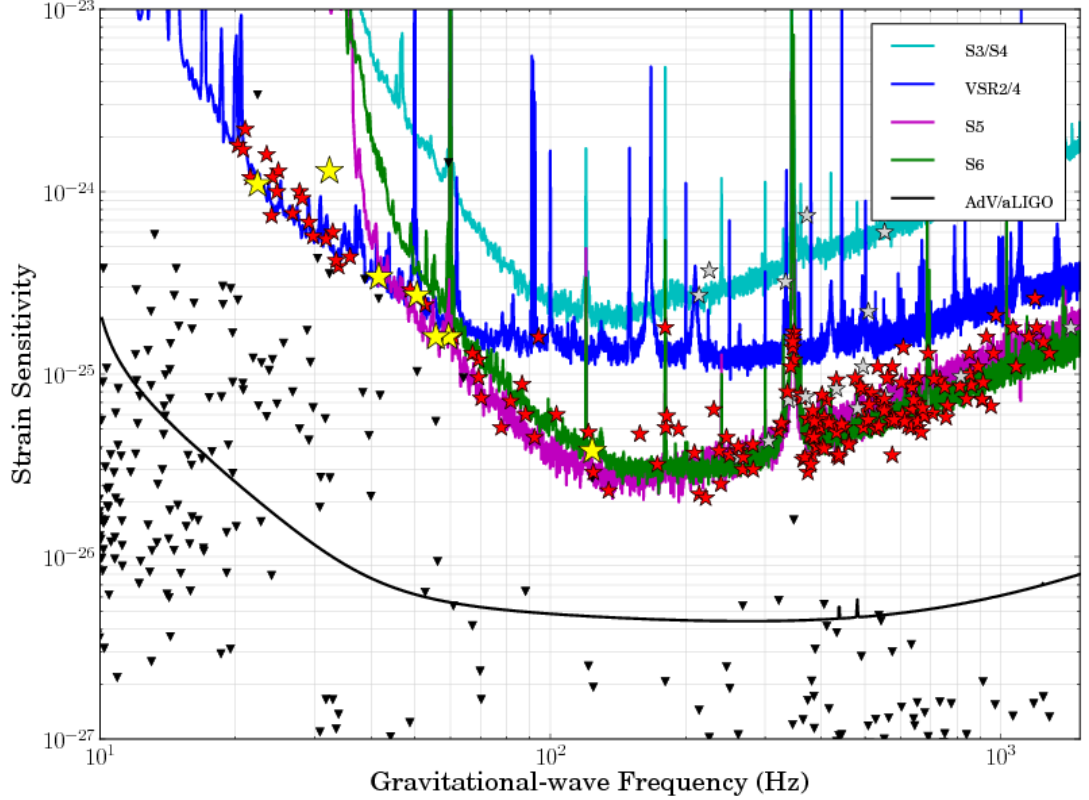 10⁻²³
10⁻²⁴
10⁻²⁵
10⁻²⁶
10⁻²⁷
Strain Sensitivity
S3/S4
VSR2/4
S5
S6
AdV/aLIGO
10¹
10²
10³
Gravitational-wave Frequency (Hz)